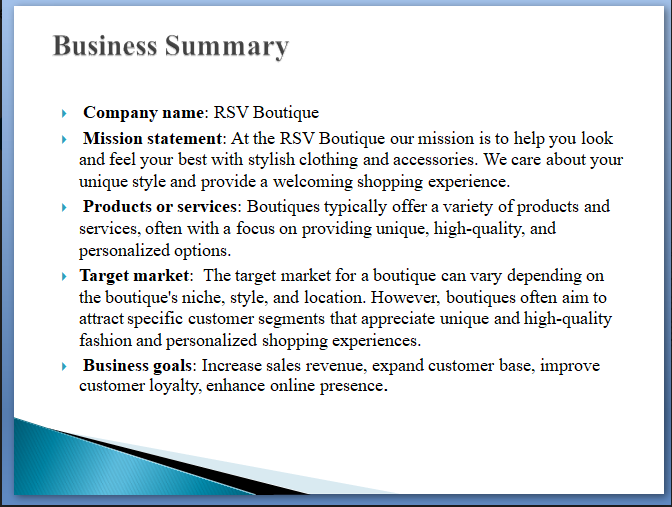 Business Summary
Company name: RSV Boutique
Mission statement: At the RSV Boutique our mission is to help you look
and feel your best with stylish clothing and accessories. We care about your
unique style and provide a welcoming shopping experience.
Products or services: Boutiques typically offer a variety of products and
services, often with a focus on providing unique, high-quality, and
personalized options.
Target market:  The target market for a boutique can vary depending on
the boutique's niche, style, and location. However, boutiques often aim to
attract specific customer segments that appreciate unique and high-quality
fashion and personalized shopping experiences.
Business goals: Increase sales revenue, expand customer base, improve
customer loyalty, enhance online presence.